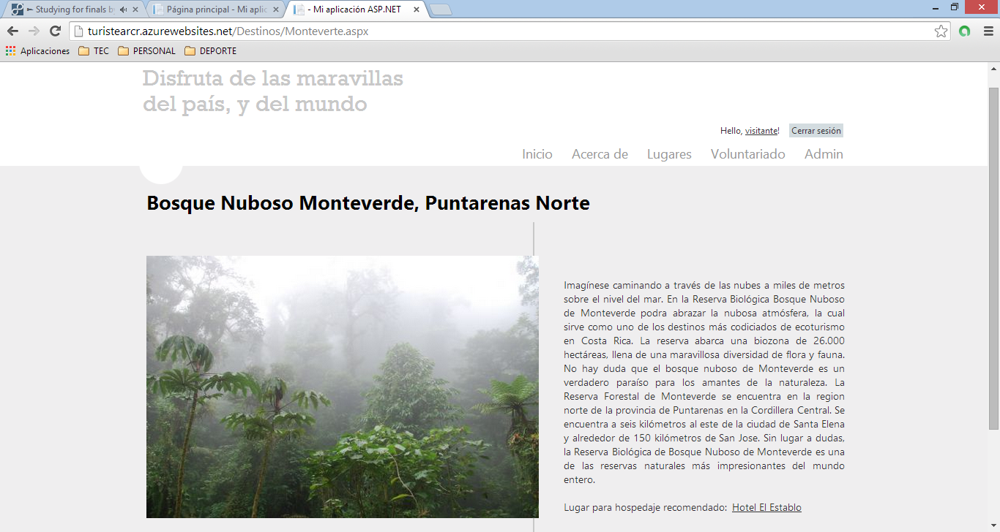 Studying for finals by
Página principal - Mi aplic
- Mi aplicación ASP.NET
turistearcr.azurewebsites.net/Destinos/Monteverte.aspx
Aplicaciones TEC PERSONAL DEPORTE
Disfruta de las maravillas
del país, y del mundo
Hello, visitante! Cerrar sesión
Inicio Acerca de Lugares Voluntariado Admin
Bosque Nuboso Monteverde, Puntarenas Norte
Imagínese caminando a través de las nubes a miles de metros
sobre el nivel del mar. En la Reserva Biológica Bosque Nuboso
de Monteverde podra abrazar la nubosa atmósfera, la cual
sirve como uno de los destinos más codiciados de ecoturismo
en Costa Rica. La reserva abarca una biozona de 26.000
hectáreas, llena de una maravillosa diversidad de flora y fauna.
No hay duda que el bosque nuboso de Monteverde es un
verdadero paraíso para los amantes de la naturaleza. La
Reserva Forestal de Monteverde se encuentra en la region
norte de la provincia de Puntarenas en la Cordillera Central. Se
encuentra a seis kilómetros al este de la ciudad de Santa Elena
y alrededor de 150 kilómetros de San Jose. Sin lugar a dudas,
la Reserva Biológica de Bosque Nuboso de Monteverde es una
de las reservas naturales más impresionantes del mundo
entero.
Lugar para hospedaje recomendado: Hotel El Establo